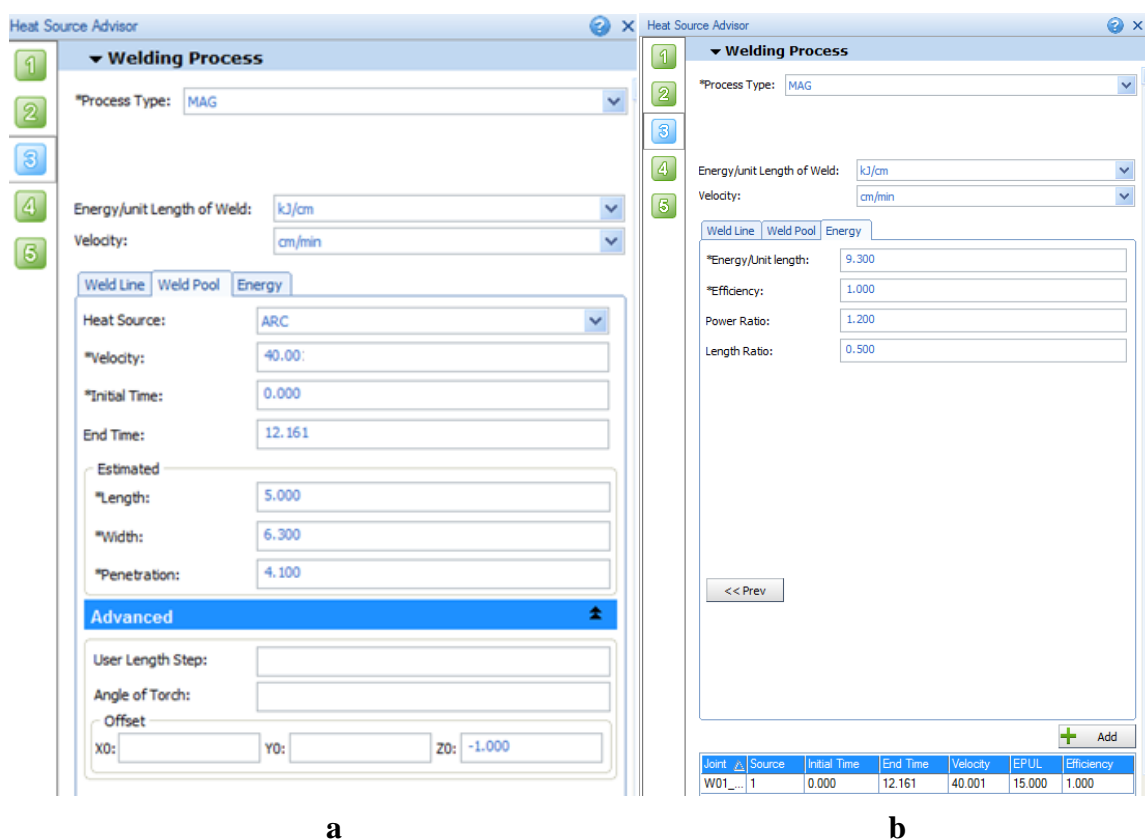 Heat Source Advisor
1
2
3
4
5
Welding Process
*Process Type: MAG
Energy/unit Length of Weld: kJ/cm
Velocity: cm/min
Weld Line Weld Pool Energy
Heat Source: ARC
*Velocity: 40.001
*Initial Time: 0.000
End Time: 12.161
Estimated
*Length: 5.000
*Width: 6.300
*Penetration: 4.100
Advanced
User Length Step:
Angle of Torch:
Offset
X0: Y0: Z0: -1.000
a
Heat Source Advisor
1
2
3
4
5
Welding Process
*Process Type: MAG
Energy/unit Length of Weld: kJ/cm
Velocity: cm/min
Weld Line Weld Pool Energy
*Energy/Unit length: 9.300
*Efficiency: 1.000
Power Ratio: 1.200
Length Ratio: 0.500
<< Prev
Add
Joint Source Initial Time End Time Velocity EPUL Efficiency
W01_... 1 0.000 12.161 40.001 15.000 1.000
b